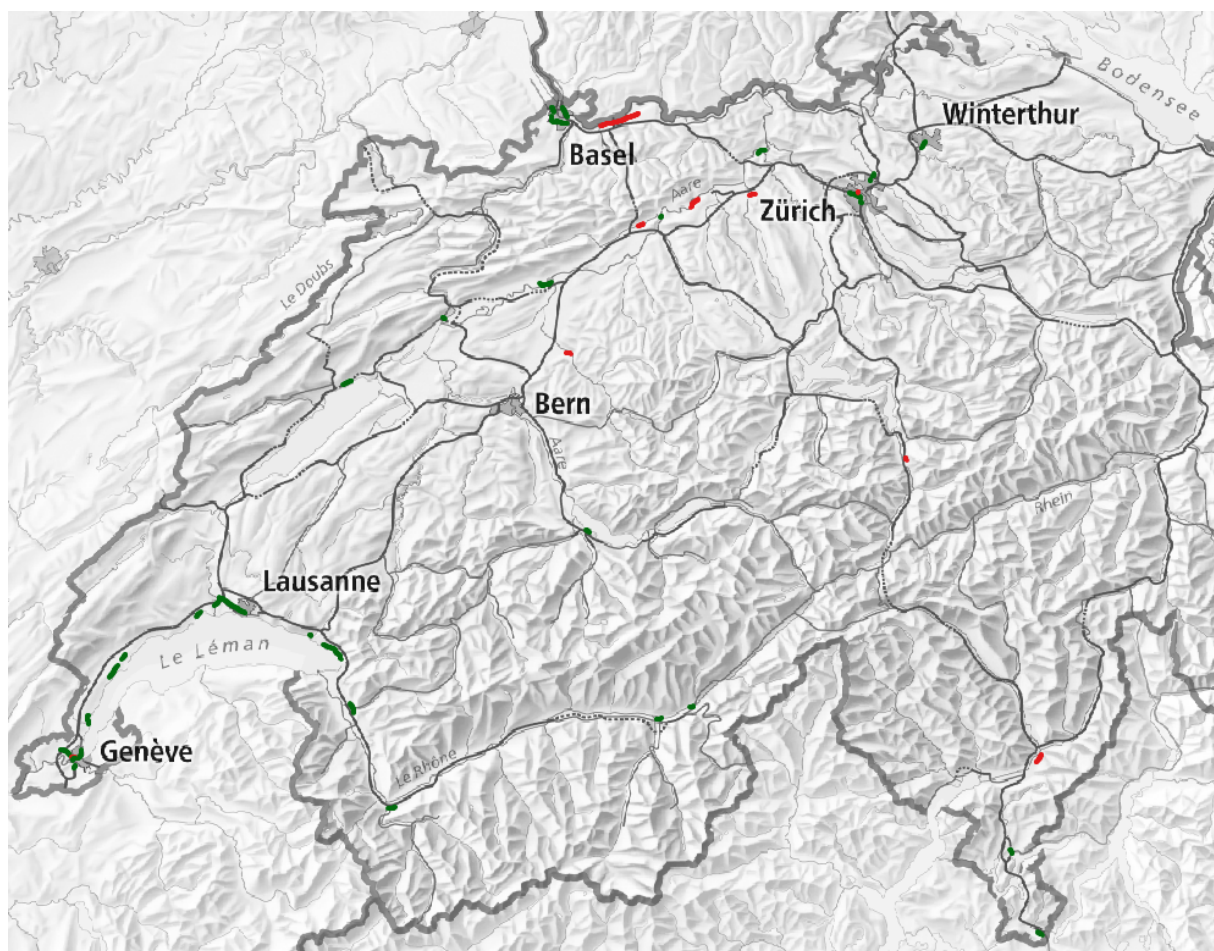 Bodensee
Winterthur
Basel
Aare
Zürich
Le Doubs
Bern
Aare
Rhein
Lausanne
Le Léman
Genève
Le Rhône